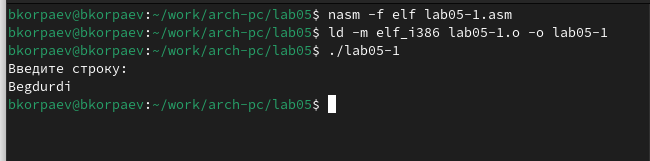 bkorpaev@bkorpaev:~/work/arch-pc/lab05$ nasm -f elf lab05-1.asm
bkorpaev@bkorpaev:~/work/arch-pc/lab05$ ld -m elf_i386 lab05-1.o -o lab05-1
bkorpaev@bkorpaev:~/work/arch-pc/lab05$ ./lab05-1
Введите строку:
Begdurdi
bkorpaev@bkorpaev:~/work/arch-pc/lab05$